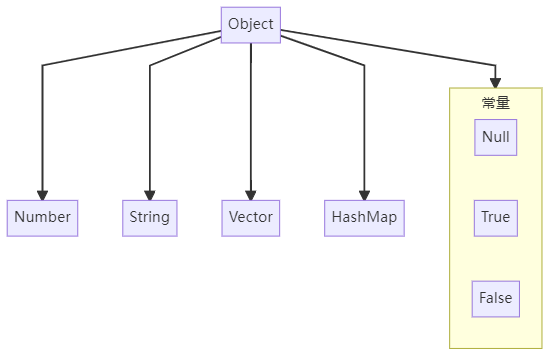 Object
常量
Null
Number
String
Vector
HashMap
True
False